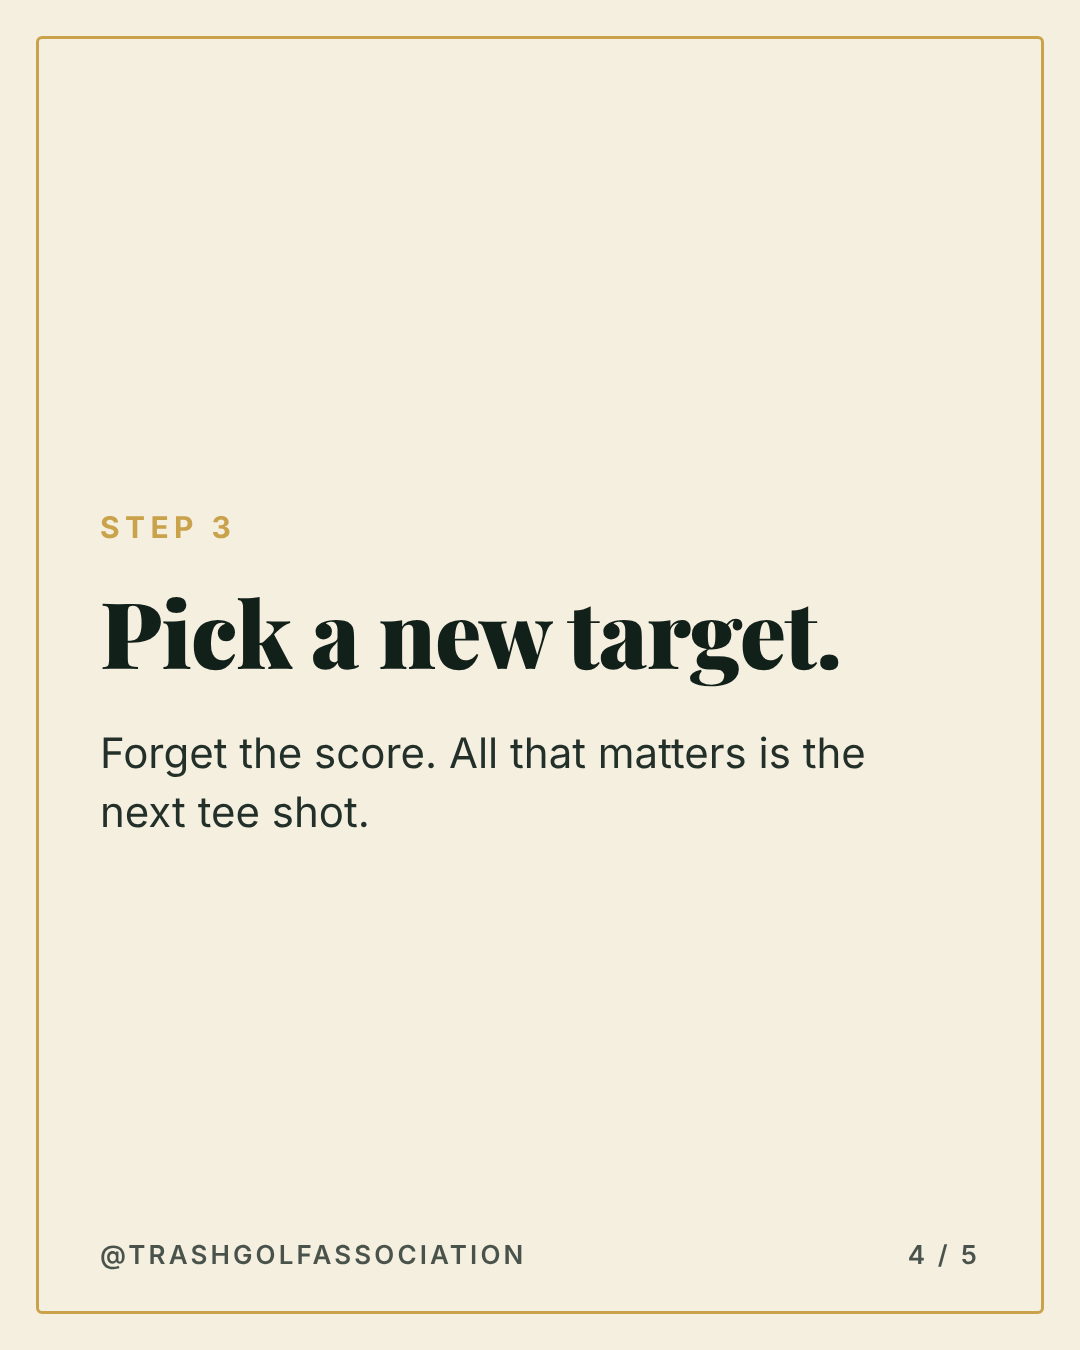 STEP 3
Pick a new target.
Forget the score. All that matters is the
next tee shot.
@TRASHGOLFASSOCIATION
4 / 5